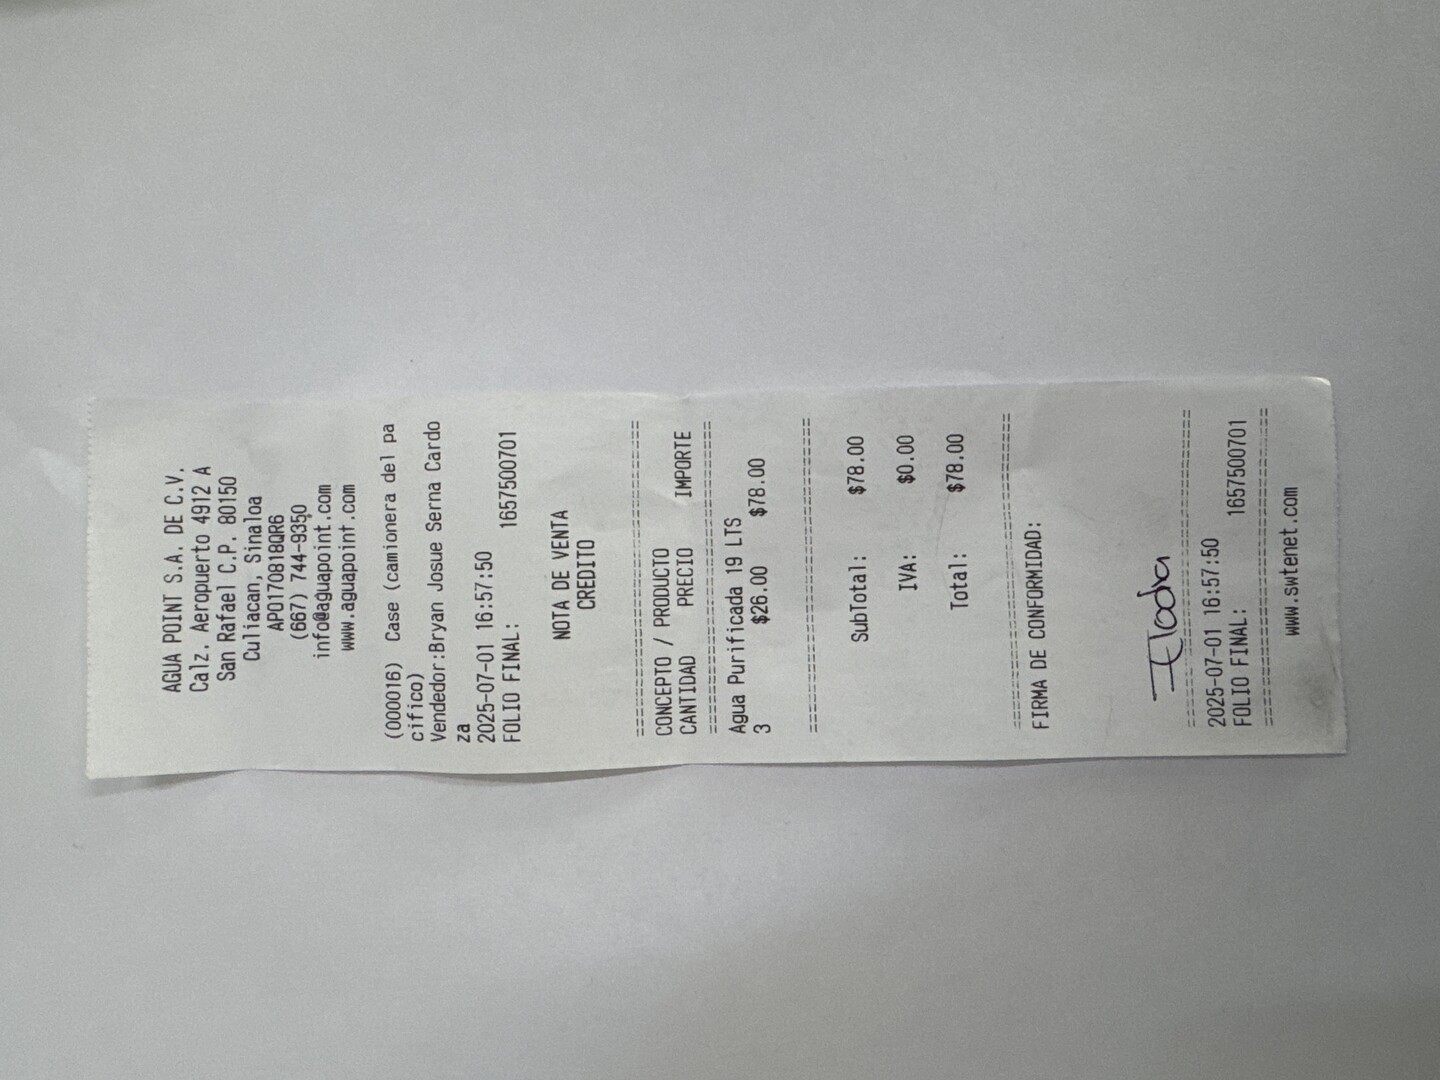 AGUA POINT S.A. DE C.V.
Calz. Aeropuerto 4912 A
San Rafael C.P. 80150
Culiacan, Sinaloa
APO170818QR6
(667) 744-9350
info@aguapoint.com
www.aguapoint.com
(000016) Case (camionera del pa
cifico)
Vendedor:Bryan Josue Serna Cardo
za
2025-07-01 16:57:50
FOLIO FINAL: 1657500701
NOTA DE VENTA
CREDITO
================================
CONCEPTO / PRODUCTO
CANTIDAD PRECIO IMPORTE
================================
Agua Purificada 19 LTS
3 $26.00 $78.00
================================
SubTotal: $78.00
IVA: $0.00
Total: $78.00
================================
FIRMA DE CONFORMIDAD:
================================
2025-07-01 16:57:50
FOLIO FINAL: 1657500701
================================
www.swtenet.com